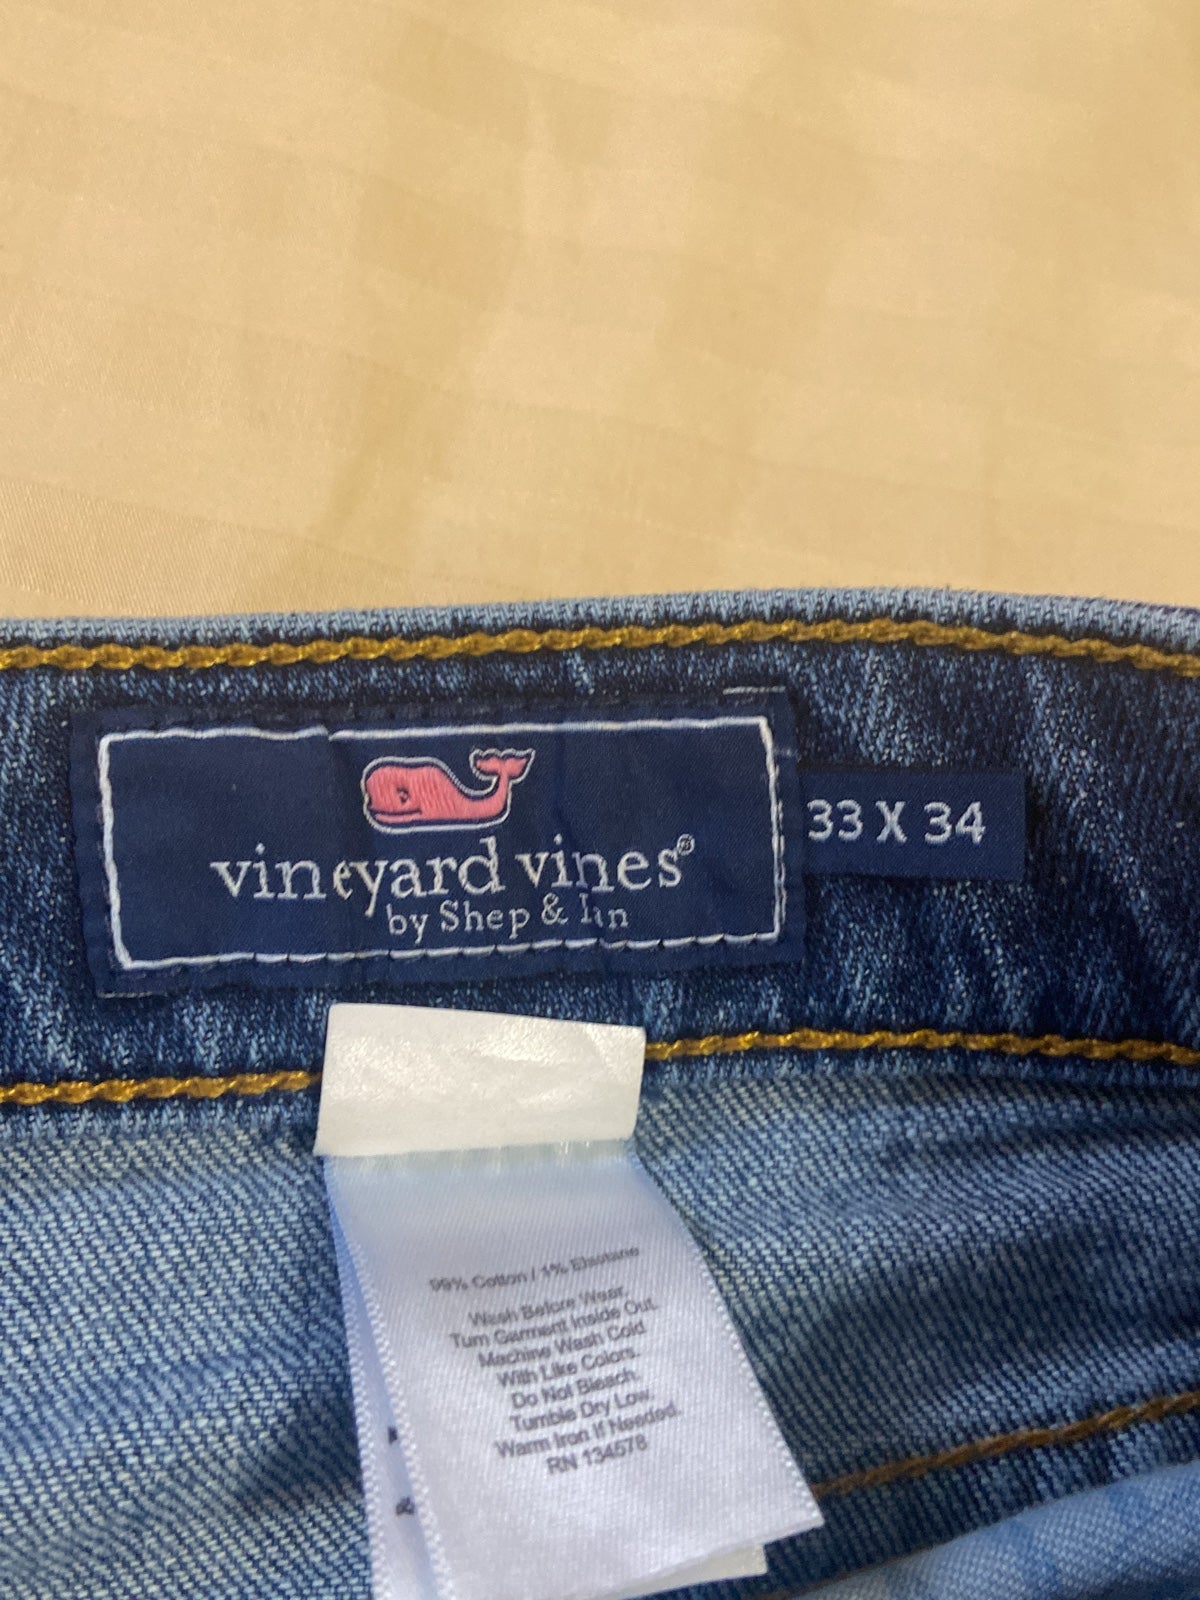 vineyard vines®
by Shep & Ian
33 X 34
99% Cotton / 1% Elastane
Wash Before Wear.
Turn Garment Inside Out.
Machine Wash Cold
With Like Colors.
Do Not Bleach.
Tumble Dry Low.
Warm Iron If Needed.
RN 134578